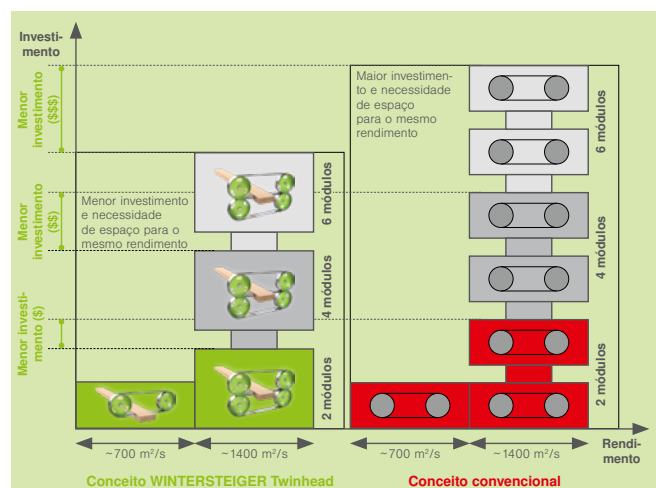 Investi-
mento
Menor
investimento
($$$)
Menor
investimento
($$)
Menor investi-
mento ($)
Menor investimento
e necessidade
de espaço para o
mesmo rendimento
6 módulos
4 módulos
2 módulos
Maior investimen-
to e necessidade
de espaço
para o mesmo
rendimento
6 módulos
4 módulos
2 módulos
~700 m²/s
~1400 m²/s
~700 m²/s
~1400 m²/s
Rendi-
mento
Conceito WINTERSTEIGER Twinhead
Conceito convencional